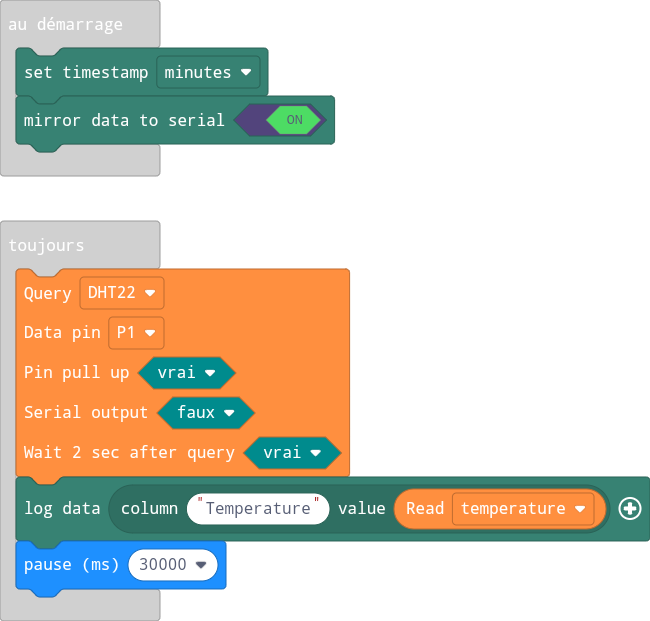 au démarrage
set timestamp minutes
mirror data to serial ON
toujours
Query DHT22
Data pin P1
Pin pull up vrai
Serial output faux
Wait 2 sec after query vrai
log data column "Temperature" value Read temperature
pause (ms) 30000